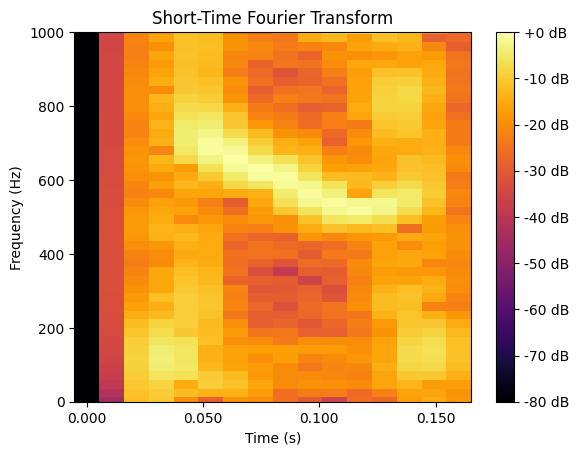 Short-Time Fourier Transform
1000
800
600
400
200
0
Frequency (Hz)
0.000
0.050
0.100
0.150
Time (s)
+0 dB
-10 dB
-20 dB
-30 dB
-40 dB
-50 dB
-60 dB
-70 dB
-80 dB